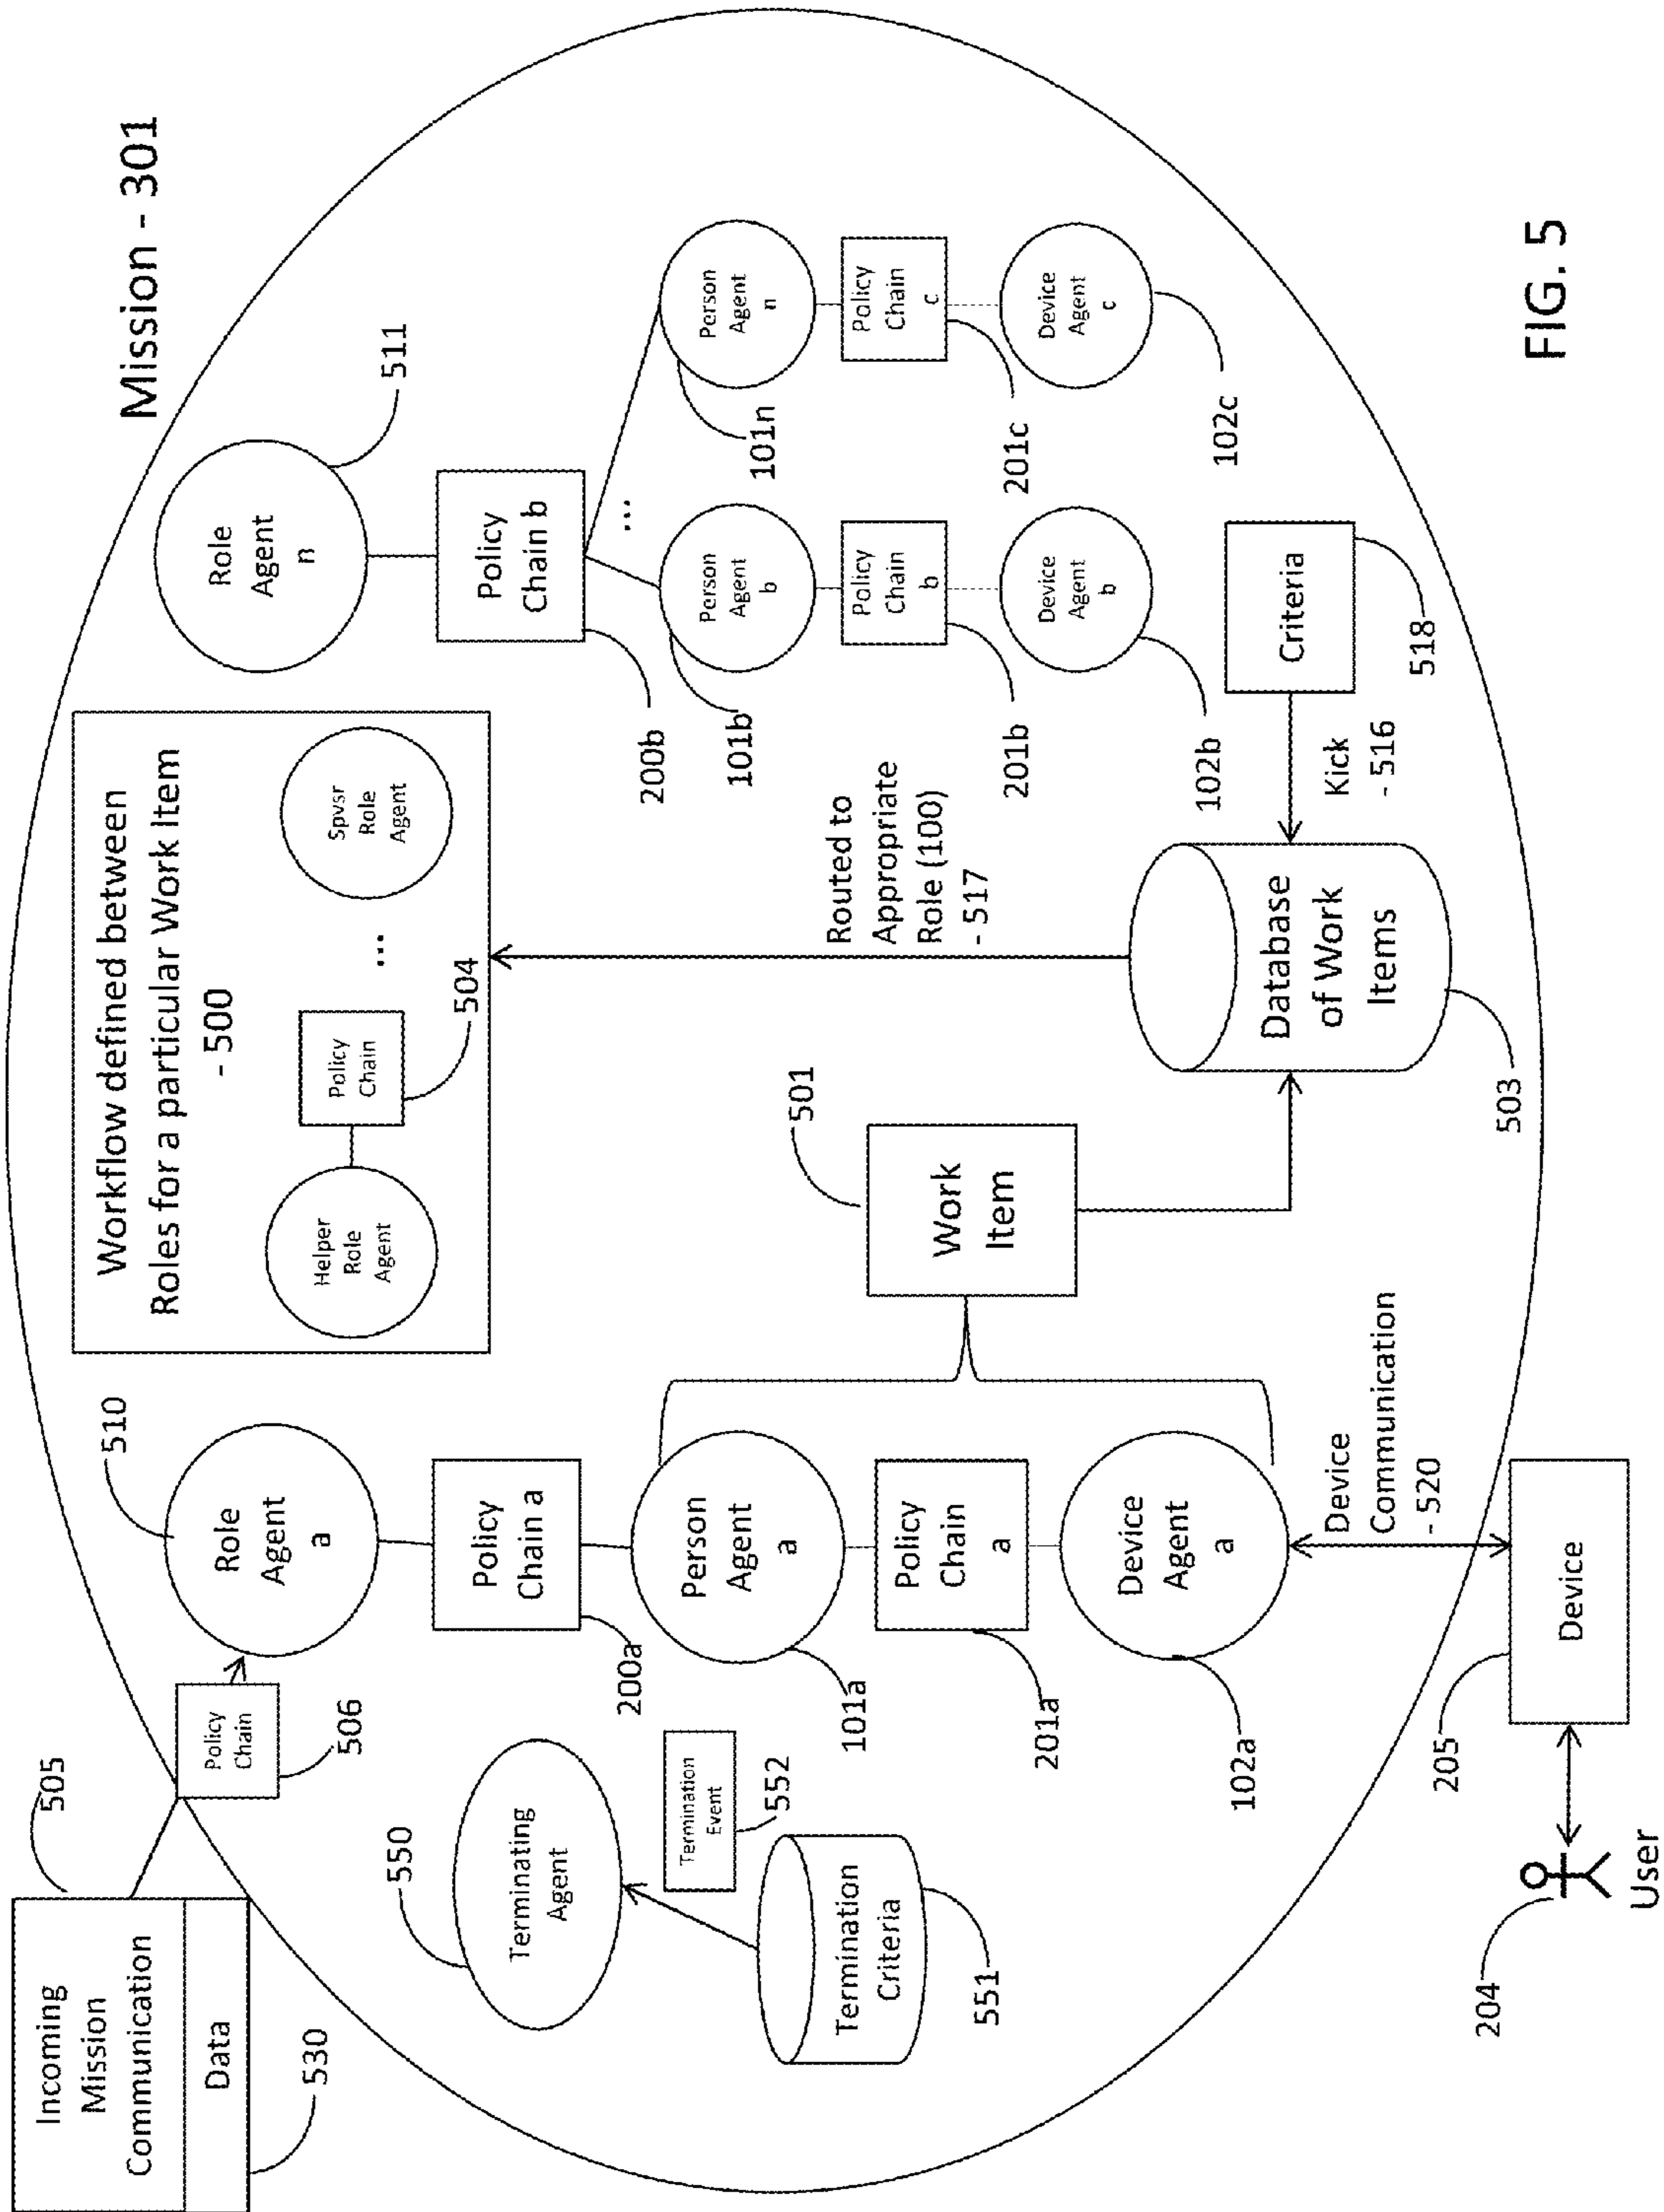 Mission - 301
Incoming
Mission
Communication
Data
505
530
Policy
Chain
506
Role
Agent
a
510
Policy
Chain a
200a
Person
Agent
a
101a
Policy
Chain
a
201a
Device
Agent
a
102a
Device
Communication
- 520
Device
205
204
User
Terminating
Agent
550
Termination
Event
552
Termination
Criteria
551
Workflow defined between
Roles for a particular Work Item
- 500
Helper
Role
Agent
Policy
Chain
504
...
Spvsr
Role
Agent
Work
Item
501
Database
of Work
Items
503
Routed to
Appropriate
Role (100)
- 517
Kick
- 516
Criteria
518
Role
Agent
n
511
Policy
Chain b
200b
...
Person
Agent
b
101b
Policy
Chain
b
201b
Device
Agent
b
102b
Person
Agent
n
101n
Policy
Chain
c
201c
Device
Agent
c
102c
FIG. 5